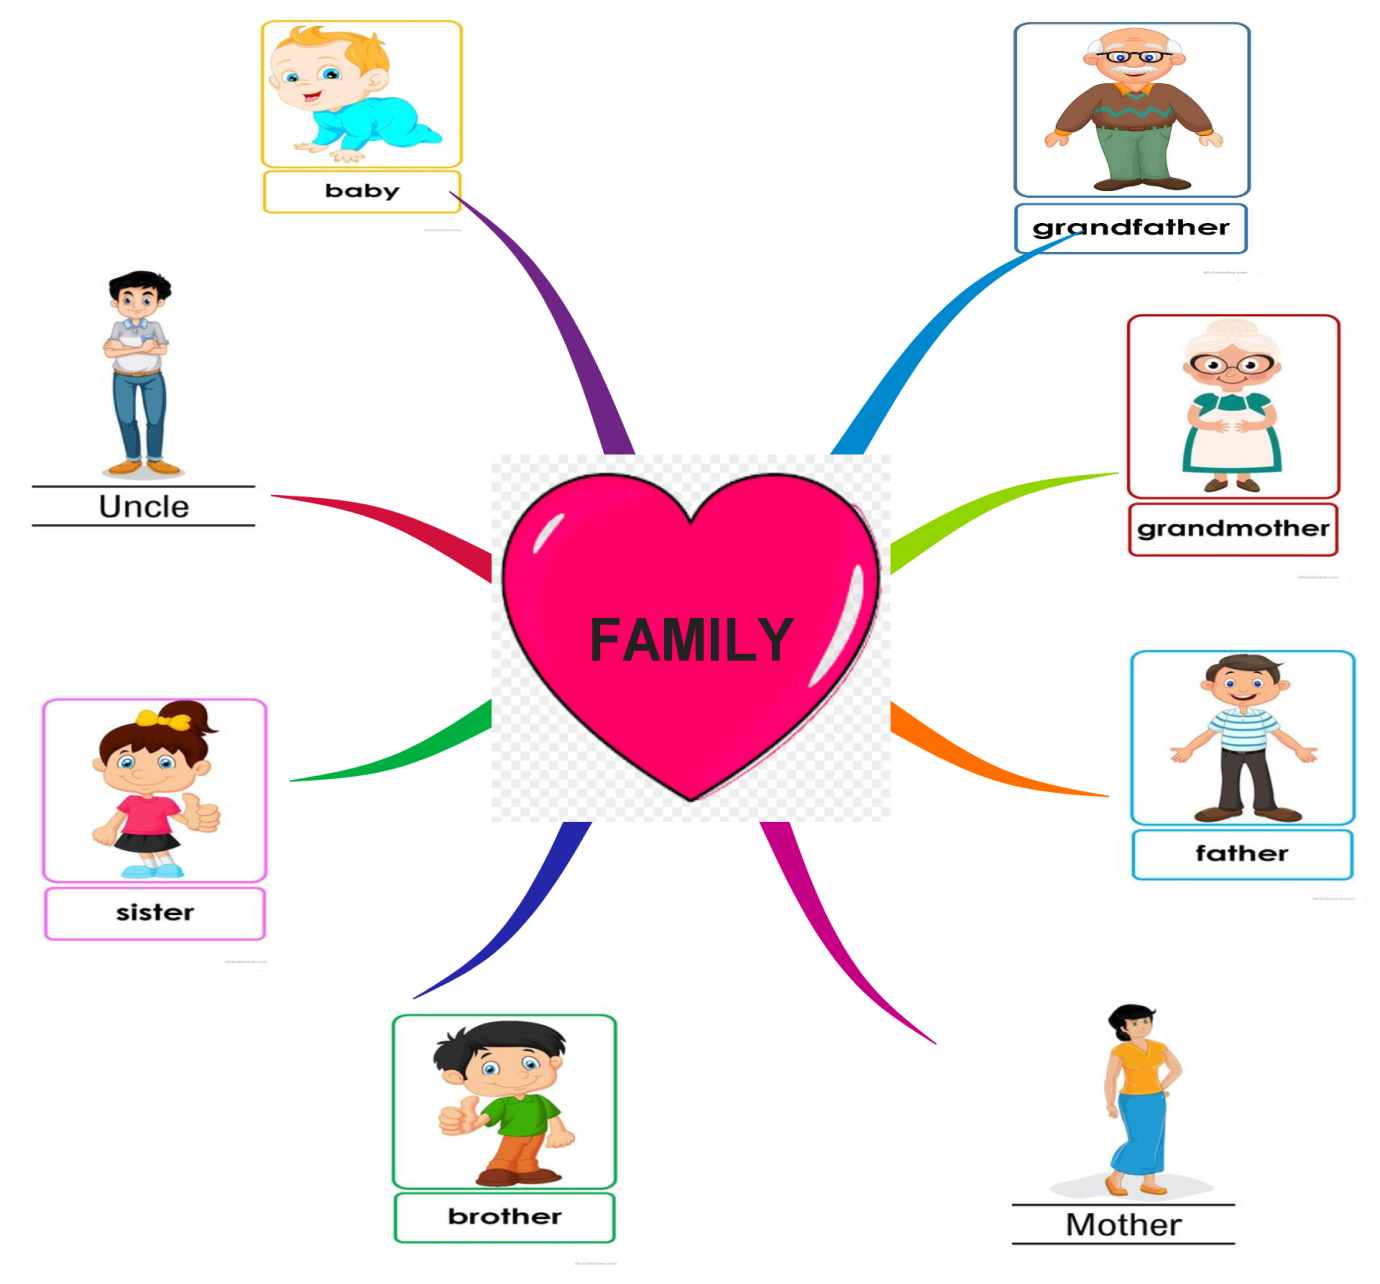 baby
grandfather
Uncle
grandmother
FAMILY
father
sister
brother
Mother